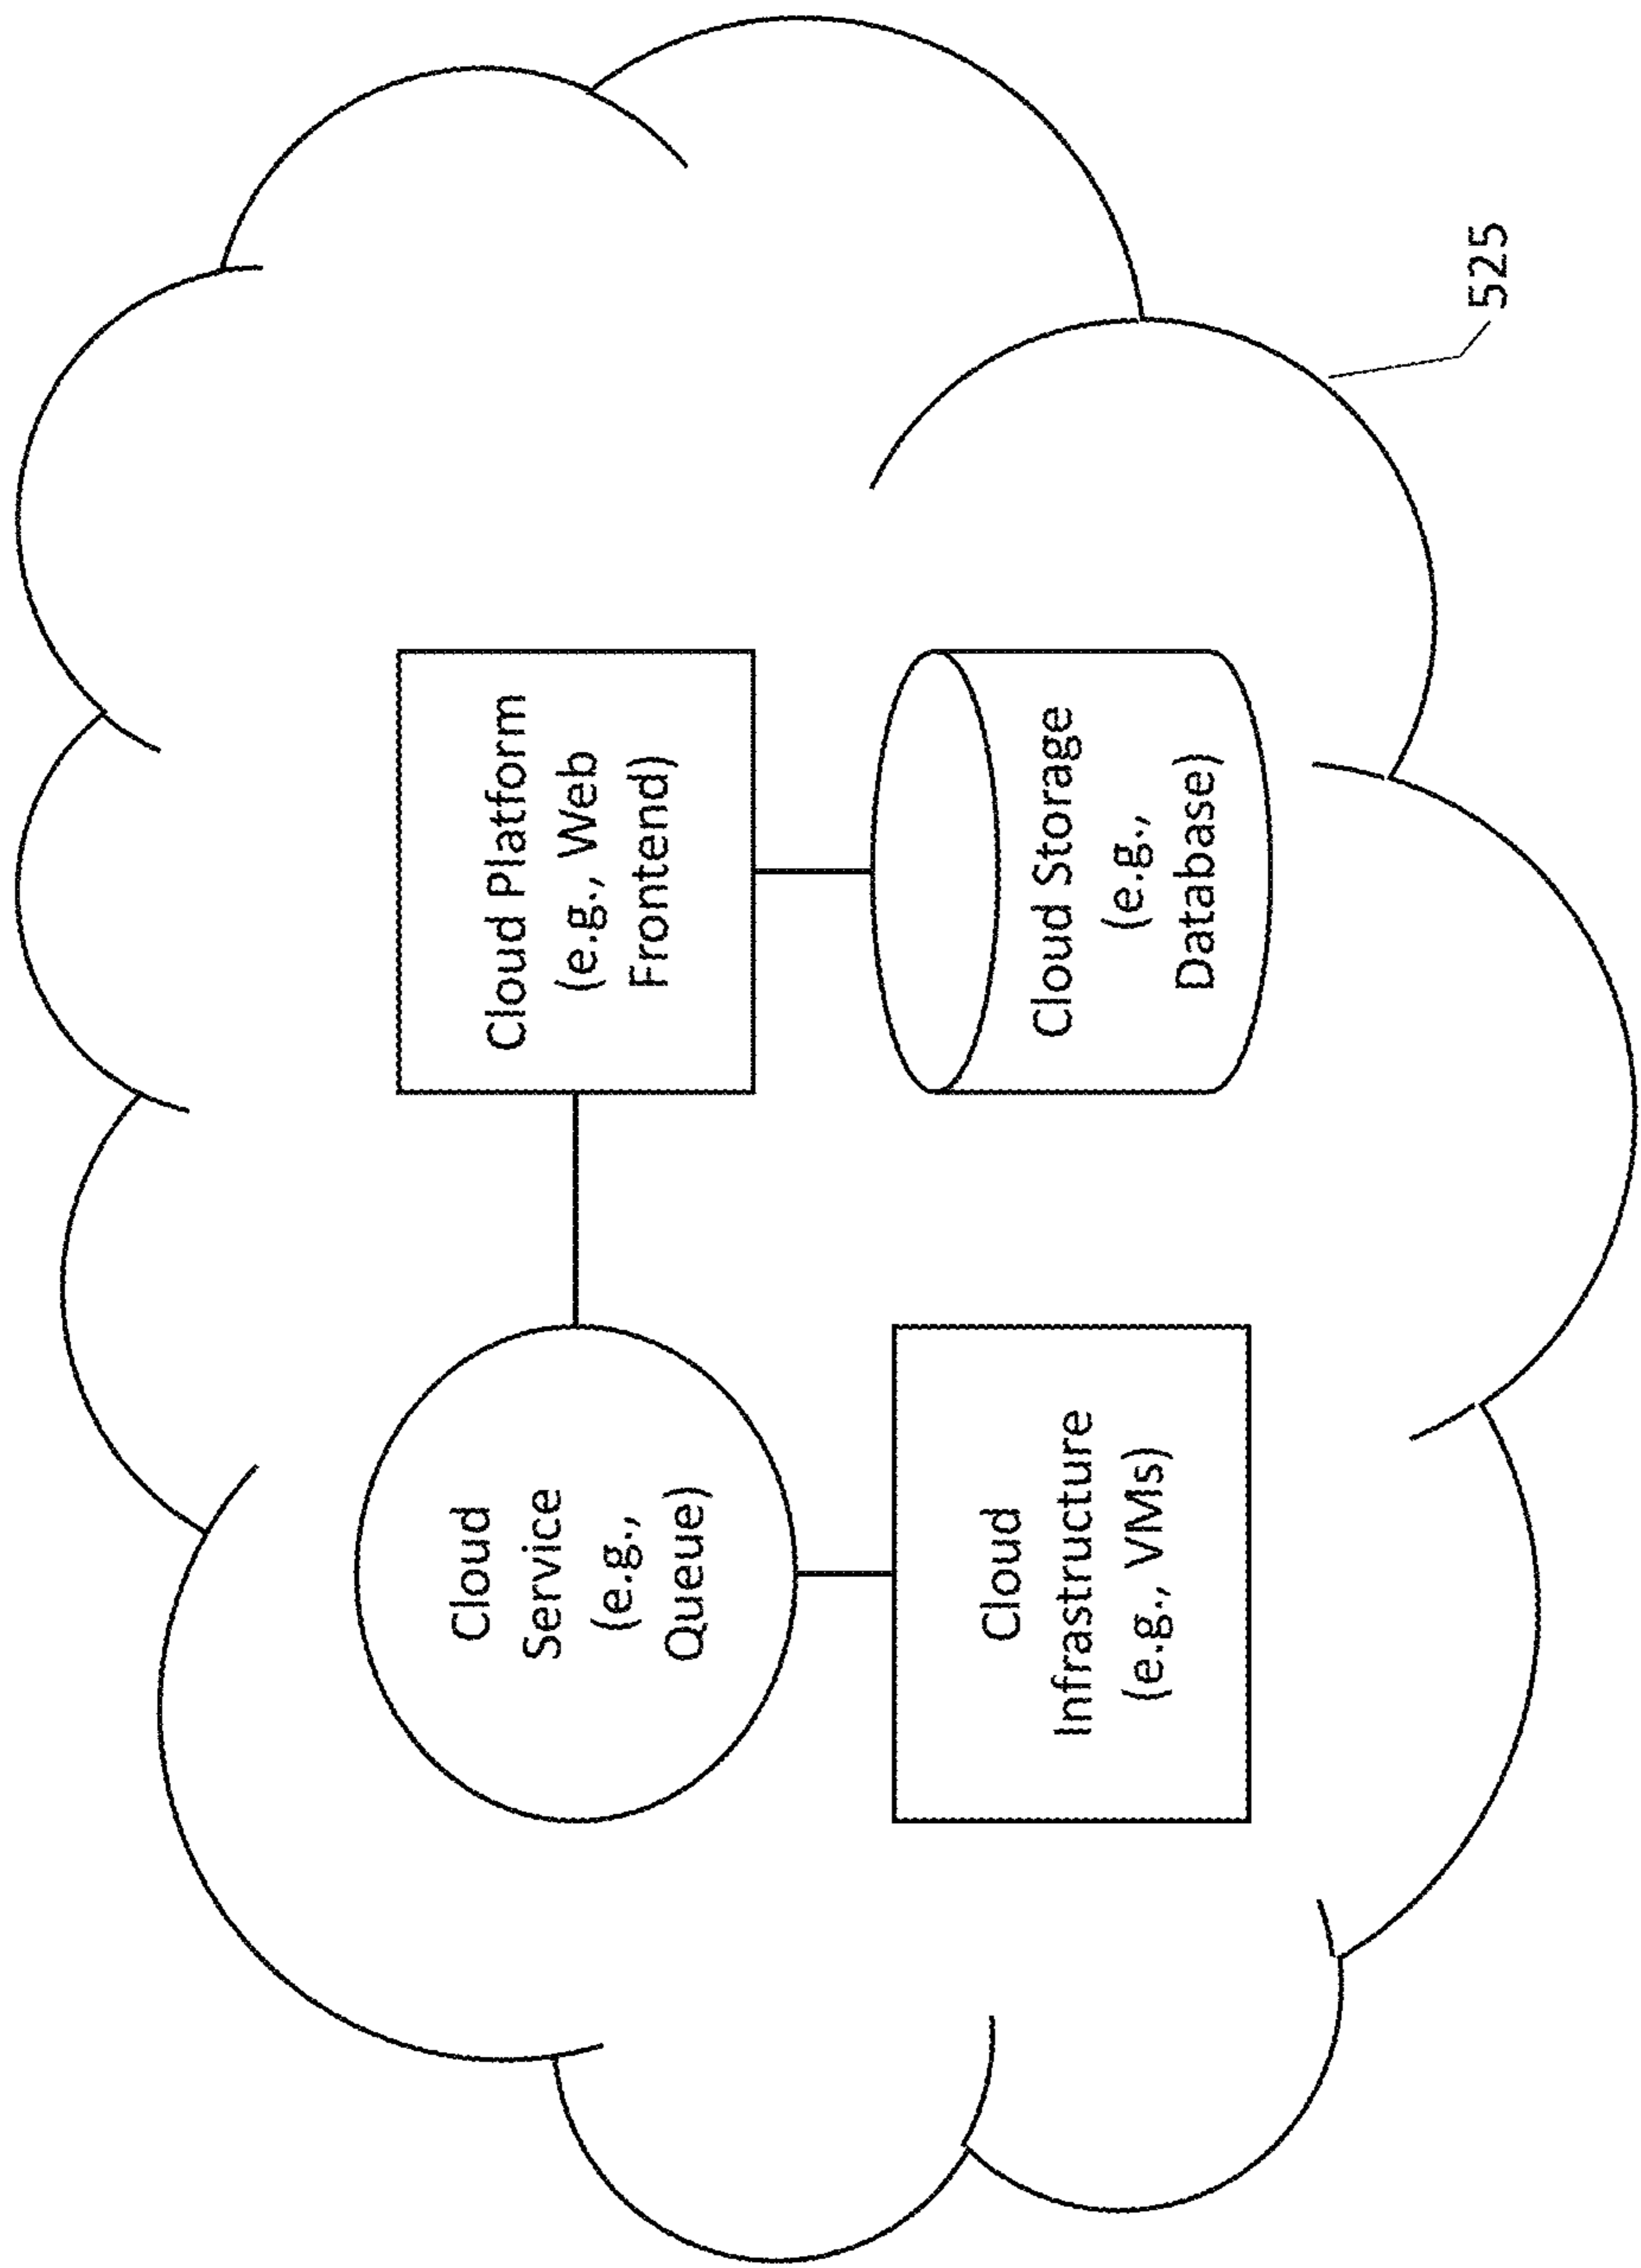 Cloud
Service
(e.g.,
Queue)
Cloud Platform
(e.g., Web
Frontend)
Cloud
Infrastructure
(e.g., VMs)
Cloud Storage
(e.g.,
Database)
525